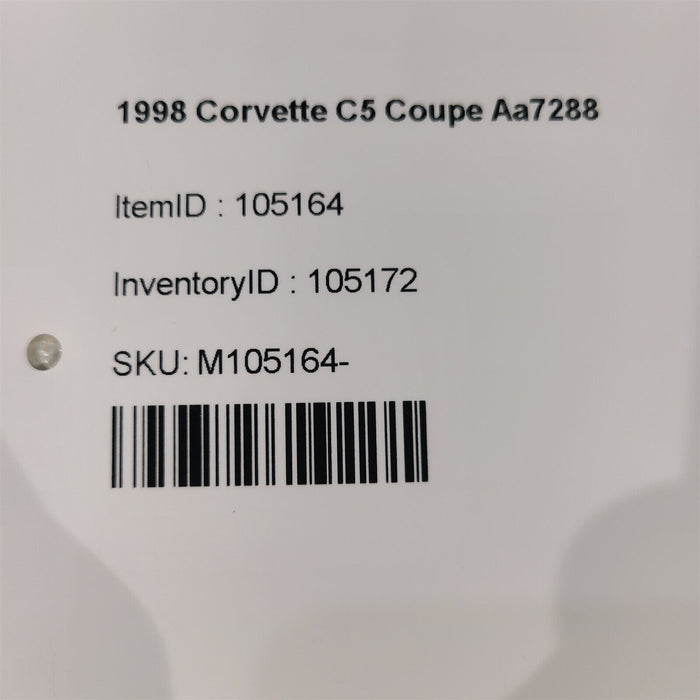 1998 Corvette C5 Coupe Aa7288
ItemID : 105164
InventoryID : 105172
SKU: M105164-